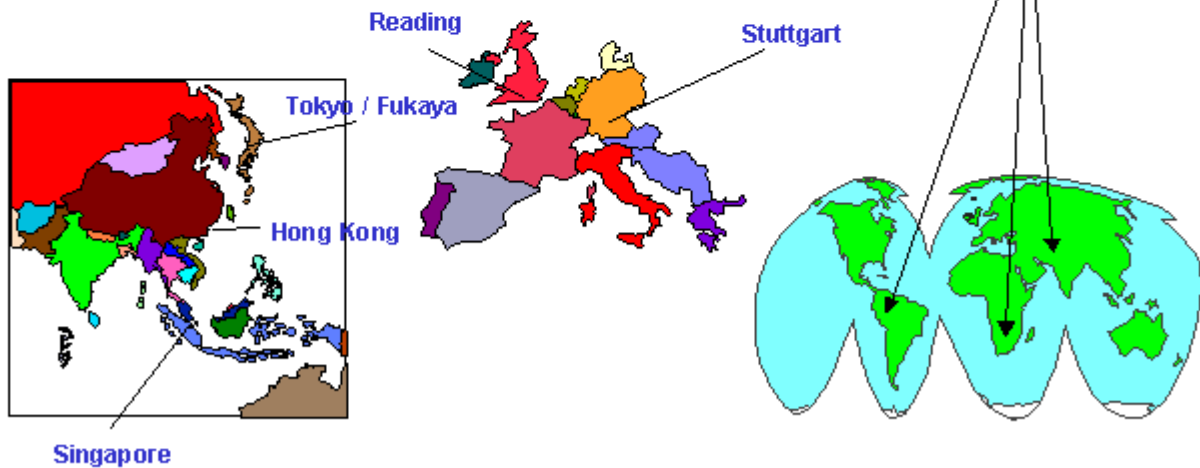 Reading
Stuttgart
Tokyo / Fukaya
Hong Kong
Singapore